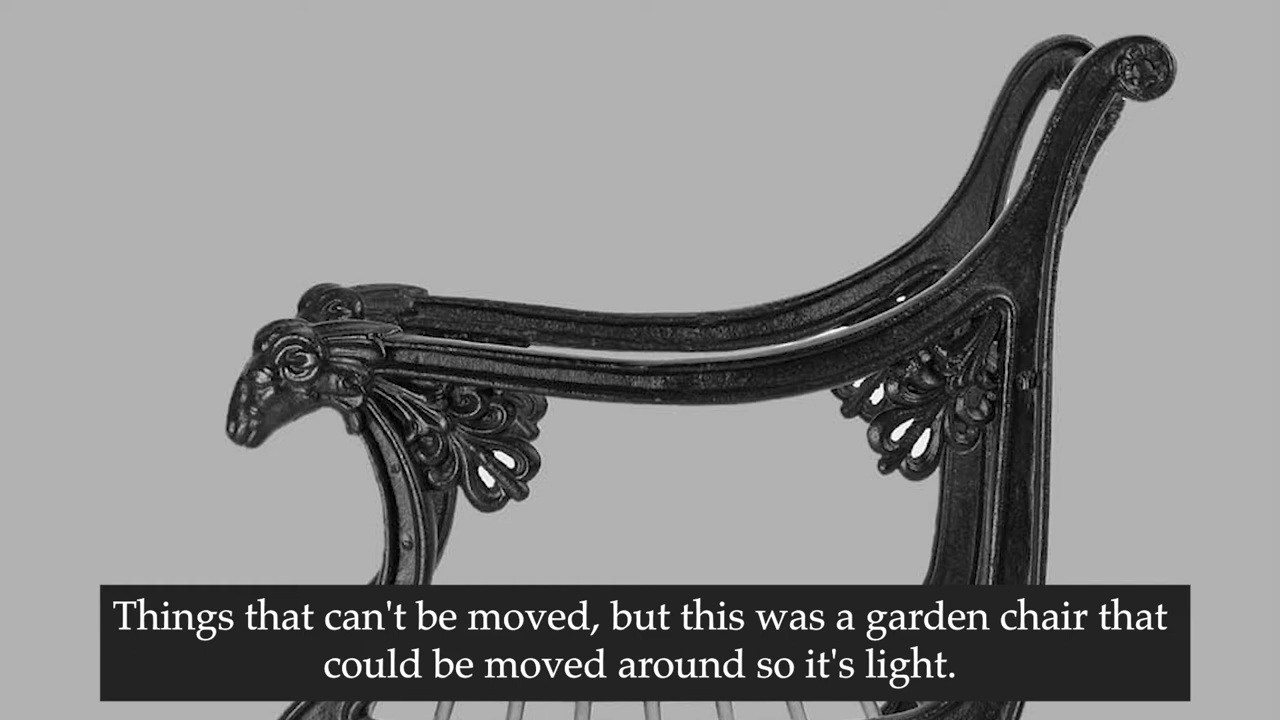 Things that can't be moved, but this was a garden chair that
could be moved around so it's light.